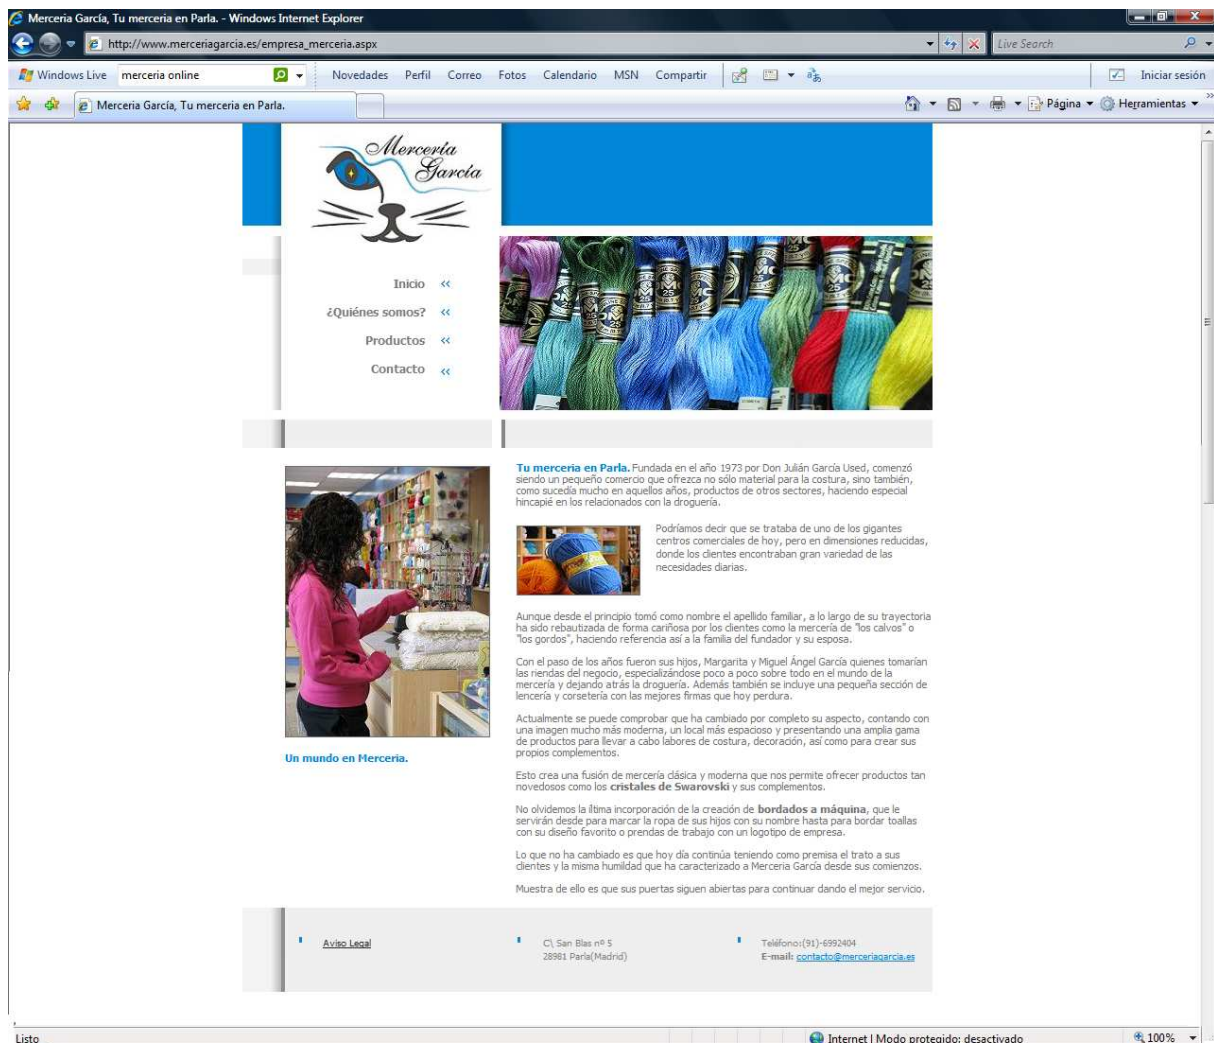 Merceria García, Tu merceria en Parla. - Windows Internet Explorer
http://www.merceriagarcia.es/empresa_merceria.aspx
Live Search
Windows Live
merceria online
Novedades Perfil Correo Fotos Calendario MSN Compartir
Iniciar sesión
Merceria García, Tu merceria en Parla.
Página
Herramientas
Mercería
García
Inicio
¿Quiénes somos?
Productos
Contacto
DMC
25
Tu merceria en Parla. Fundada en el año 1973 por Don Julián García Used, comenzó
siendo un pequeño comercio que ofrezca no sólo material para la costura, sino también,
como sucedía mucho en aquellos años, productos de otros sectores, haciendo especial
hincapié en los relacionados con la droguería.
Podríamos decir que se trataba de uno de los gigantes
centros comerciales de hoy, pero en dimensiones reducidas,
donde los clientes encontraban gran variedad de las
necesidades diarias.
Aunque desde el principio tomó como nombre el apellido familiar, a lo largo de su trayectoria
ha sido rebautizada de forma cariñosa por los clientes como la mercería de "los calvos" o
"los gordos", haciendo referencia así a la familia del fundador y su esposa.
Con el paso de los años fueron sus hijos, Margarita y Miguel Ángel García quienes tomarían
las riendas del negocio, especializándose poco a poco sobre todo en el mundo de la
mercería y dejando atrás la droguería. Además también se incluye una pequeña sección de
lencería y corsetería con las mejores firmas que hoy perdura.
Actualmente se puede comprobar que ha cambiado por completo su aspecto, contando con
una imagen mucho más moderna, un local más espacioso y presentando una amplia gama
de productos para llevar a cabo labores de costura, decoración, así como para crear sus
propios complementos.
Un mundo en Merceria.
Esto crea una fusión de mercería clásica y moderna que nos permite ofrecer productos tan
novedosos como los cristales de Swarovski y sus complementos.
No olvidemos la íltima incorporación de la creación de bordados a máquina, que le
servirán desde para marcar la ropa de sus hijos con su nombre hasta para bordar toallas
con su diseño favorito o prendas de trabajo con un logotipo de empresa.
Lo que no ha cambiado es que hoy día continúa teniendo como premisa el trato a sus
clientes y la misma humildad que ha caracterizado a Merceria García desde sus comienzos.
Muestra de ello es que sus puertas siguen abiertas para continuar dando el mejor servicio.
Aviso Legal
C\ San Blas nº 5
28981 Parla(Madrid)
Teléfono:(91)-6992404
E-mail: contacto@merceriagarcia.es
Listo
Internet | Modo protegido: desactivado
100%